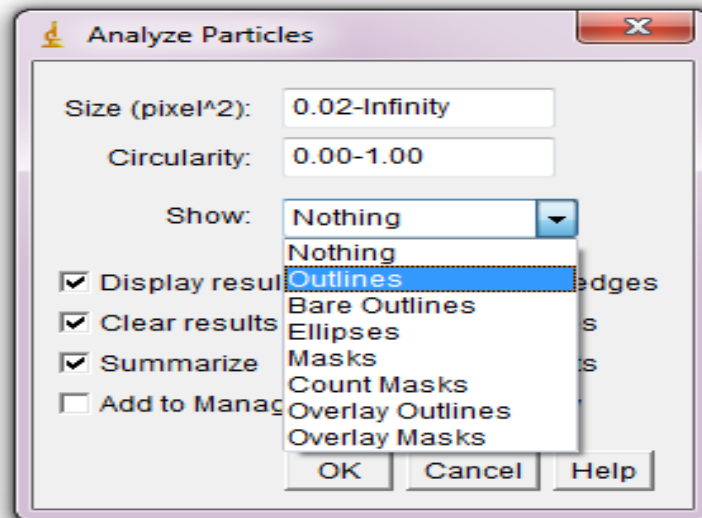 Analyze Particles
Size (pixel^2): 0.02-Infinity
Circularity: 0.00-1.00
Show: Nothing
Nothing
Outlines
Bare Outlines
Ellipses
Masks
Count Masks
Overlay Outlines
Overlay Masks
Display resul edges
Clear results s
Summarize ts
Add to Manag
OK Cancel Help